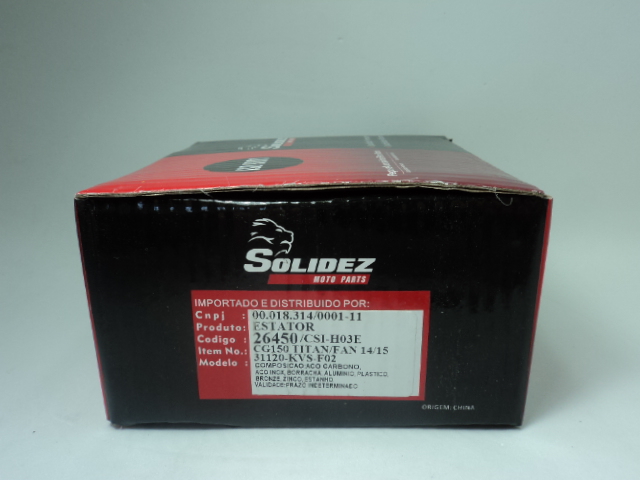 SOLIDEZ
MOTO PARTS
IMPORTADO E DISTRIBUIDO POR:
Cnpj : 00.018.314/0001-11
Produto: ESTATOR
Codigo : 26450/CSI-H03E
Item No.: CG150 TITAN/FAN 14/15
Modelo : 31120-KVS-F02
COMPOSICAO:ACO CARBONO,
ACO INOX, BORRACHA, ALUMINIO, PLASTICO,
BRONZE, ZINCO, ESTANHO
VALIDADE:PRAZO INDETERMINADO
ORIGEM: CHINA